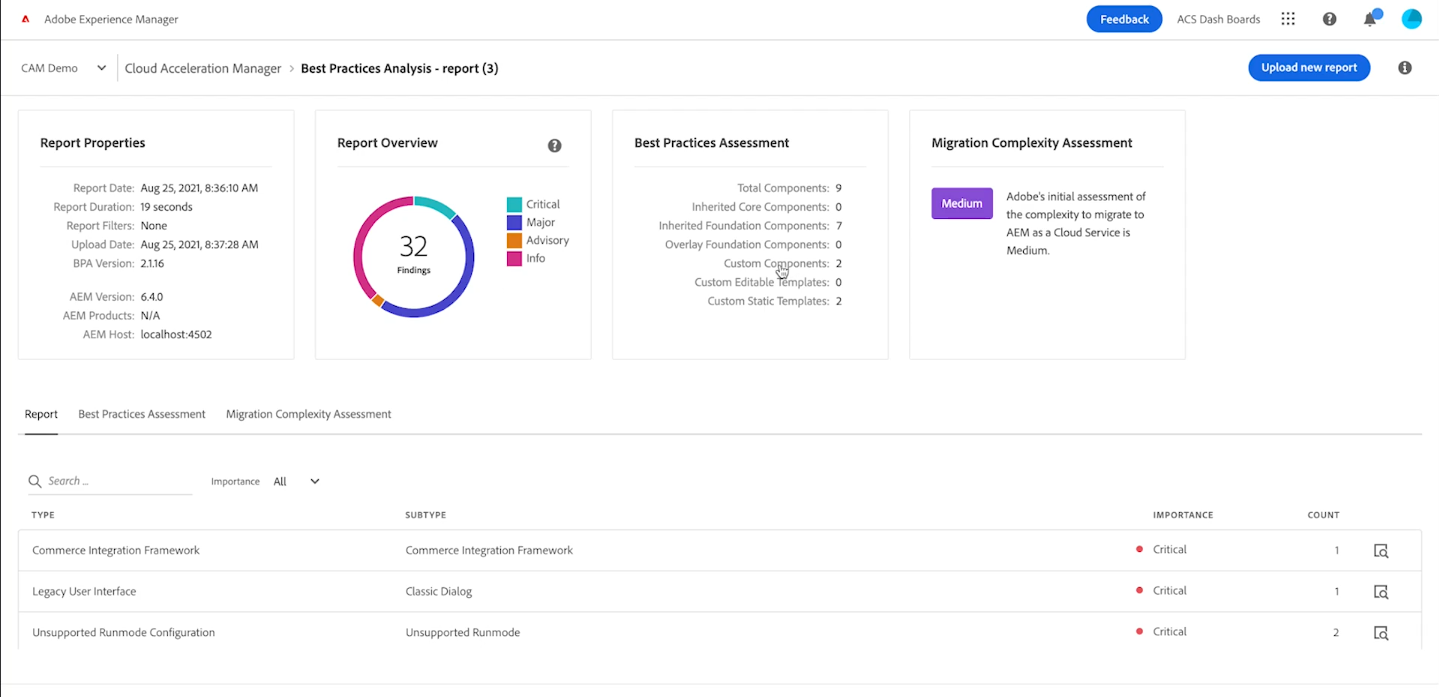 Adobe Experience Manager
Feedback
ACS Dash Boards
CAM Demo
Cloud Acceleration Manager > Best Practices Analysis - report (3)
Upload new report
Report Properties
Report Date: Aug 25, 2021, 8:36:10 AM
Report Duration: 19 seconds
Report Filters: None
Upload Date: Aug 25, 2021, 8:37:28 AM
BPA Version: 2.1.16
AEM Version: 6.4.0
AEM Products: N/A
AEM Host: localhost:4502
Report Overview
32
Findings
Critical
Major
Advisory
Info
Best Practices Assessment
Total Components: 9
Inherited Core Components: 0
Inherited Foundation Components: 7
Overlay Foundation Components: 0
Custom Components: 2
Custom Editable Templates: 0
Custom Static Templates: 2
Migration Complexity Assessment
Medium
Adobe's initial assessment of
the complexity to migrate to
AEM as a Cloud Service is
Medium.
Report Best Practices Assessment Migration Complexity Assessment
Search ...
Importance All
TYPE SUBTYPE IMPORTANCE COUNT
Commerce Integration Framework Commerce Integration Framework Critical 1
Legacy User Interface Classic Dialog Critical 1
Unsupported Runmode Configuration Unsupported Runmode Critical 2